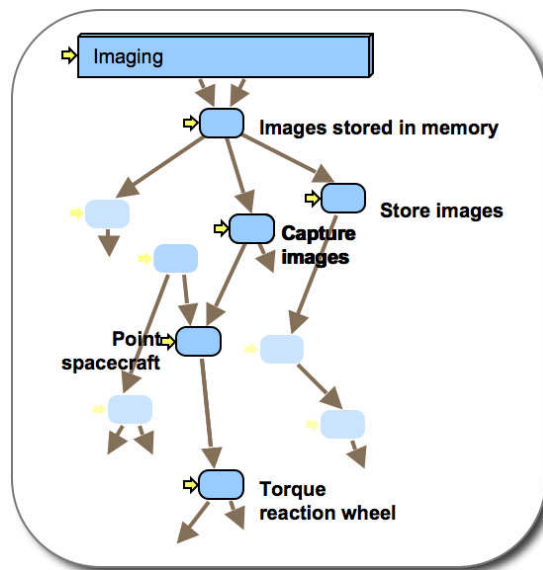 Imaging
Images stored in memory
Store images
Capture
images
Point
spacecraft
Torque
reaction wheel